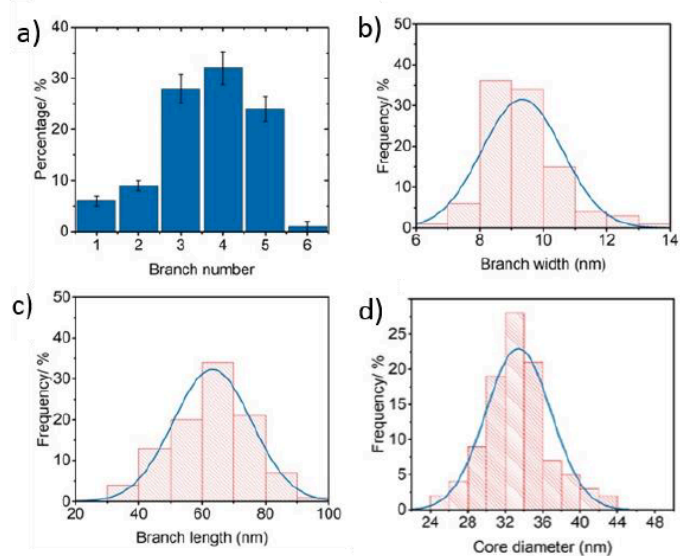 a)
40
30
20
10
0
Percentage/ %
1 2 3 4 5 6
Branch number
b)
50
40
30
20
10
0
Frequency/ %
6 8 10 12 14
Branch width (nm)
c)
50
40
30
20
10
0
Frequency/ %
20 40 60 80 100
Branch length (nm)
d)
25
20
15
10
5
0
Frequency/ %
24 28 32 36 40 44 48
Core diameter (nm)